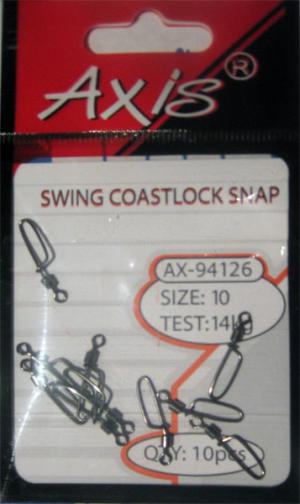 AXIS®
SWING COASTLOCK SNAP
AX-94126
SIZE: 10
TEST:14kg
QTY: 10pcs